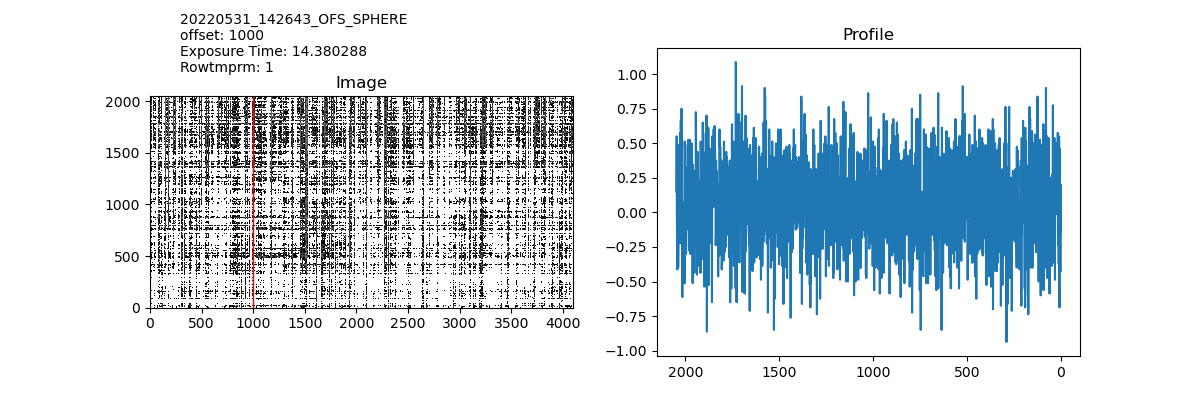 20220531_142643_OFS_SPHERE
offset: 1000
Exposure Time: 14.380288
Rowtmprm: 1
Image
2000
1500
1000
500
0
0 500 1000 1500 2000 2500 3000 3500 4000
Profile
1.00
0.75
0.50
0.25
0.00
−0.25
−0.50
−0.75
−1.00
2000 1500 1000 500 0